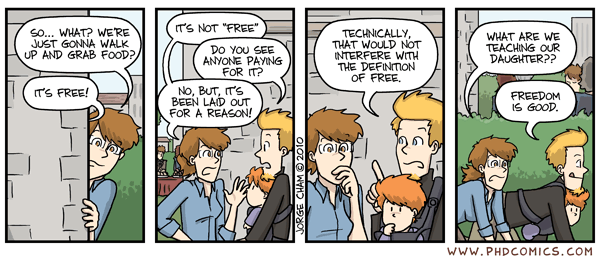 SO... WHAT? WE'RE
JUST GONNA WALK
UP AND GRAB FOOD?
IT'S FREE!
IT'S NOT "FREE"
DO YOU SEE
ANYONE PAYING
FOR IT?
NO, BUT, IT'S
BEEN LAID OUT
FOR A REASON!
JORGE CHAM © 2010
TECHNICALLY,
THAT WOULD NOT
INTERFERE WITH
THE DEFINITION
OF FREE.
WHAT ARE WE
TEACHING OUR
DAUGHTER??
FREEDOM
IS GOOD.
WWW.PHDCOMICS.COM